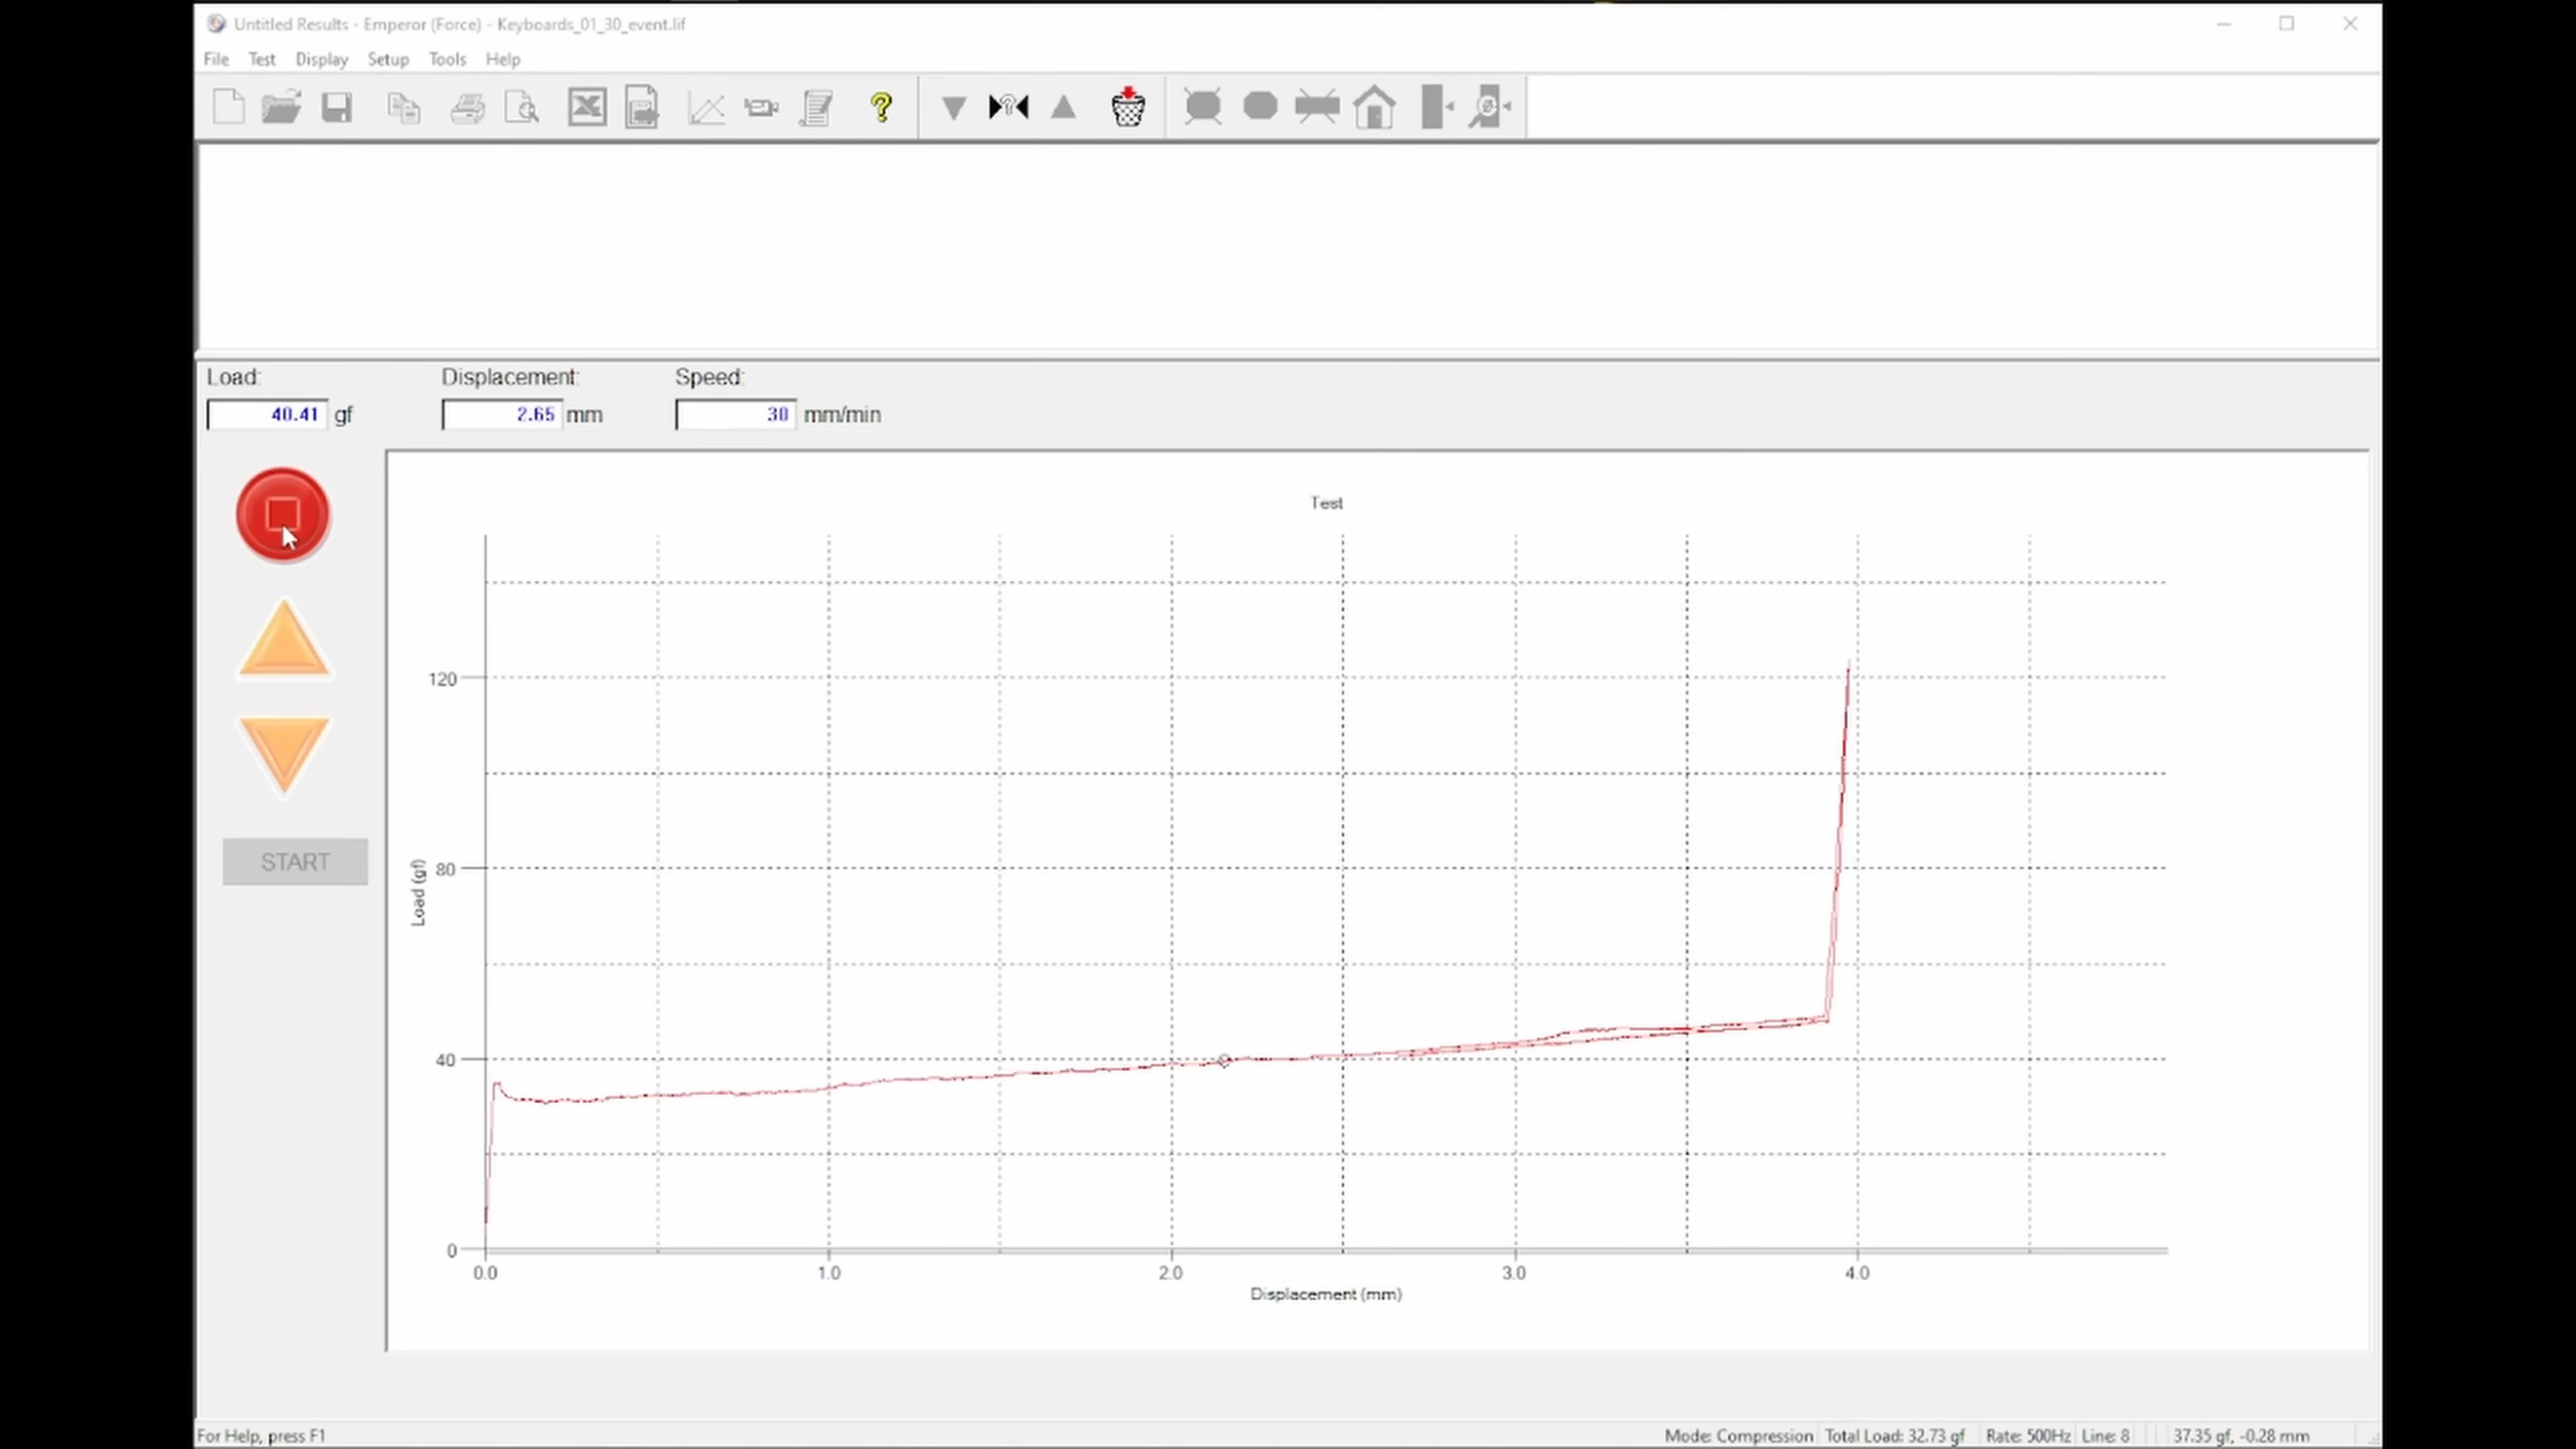 Untitled Results - Emperor (Force) - Keyboards_01_30_event.lif
File Test Display Setup Tools Help
Load: Displacement: Speed:
40.41 gf 2.65 mm 30 mm/min
Test
START
120
80
40
0
Load (gf)
0.0 1.0 2.0 3.0 4.0
Displacement (mm)
For Help, press F1 Mode: Compression Total Load: 32.73 gf Rate: 500Hz Line: 8 37.35 gf, -0.28 mm